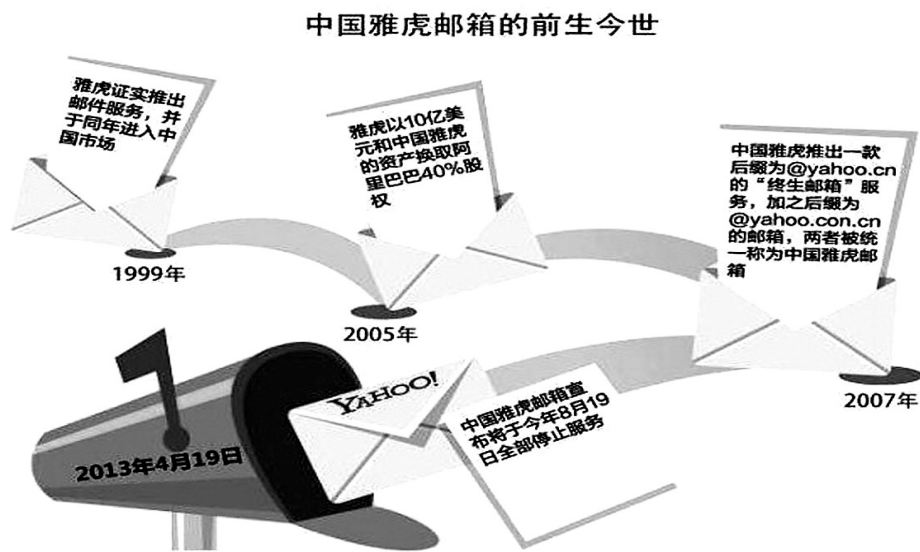 中国雅虎邮箱的前生今世
雅虎证实推出
邮件服务，并
于同年进入中
国市场
1999年
雅虎以10亿美
元和中国雅虎
的资产换取阿
里巴巴40%股
权
2005年
中国雅虎推出一款
后缀为@yahoo.cn
的“终生邮箱”服
务，加之后缀为
@yahoo.con.cn
的邮箱，两者被统
一称为中国雅虎邮
箱
2007年
YAHOO!
中国雅虎邮箱宣
布将于今年8月19
日全部停止服务
2013年4月19日